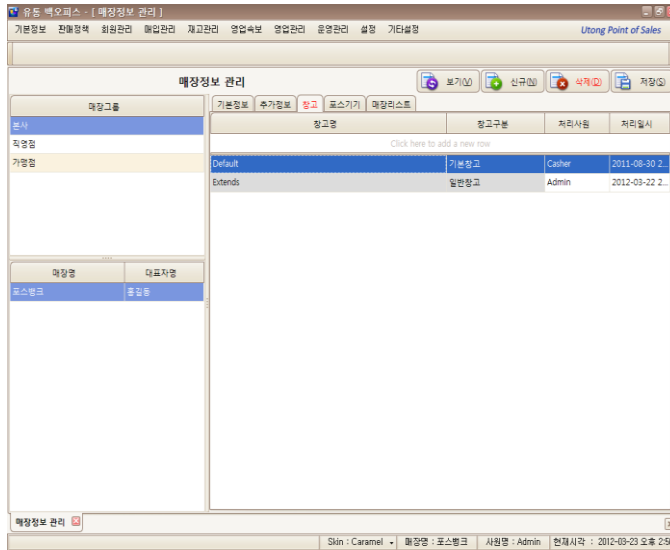 유통 백오피스 - [ 매장정보 관리 ]
기본정보 판매정책 회원관리 매입관리 재고관리 영업속보 영업관리 운영관리 설정 기타설정 Utong Point of Sales
매장정보 관리 보기(V) 신규(N) 삭제(D) 저장(S)
매장그룹
본사
직영점
가맹점
매장명 대표자명
포스뱅크 홍길동
기본정보 추가정보 창고 포스기기 매장리스트
창고명 창고구분 처리사원 처리일시
Click here to add a new row
Default 기본창고 Casher 2011-08-30 2...
Extends 일반창고 Admin 2012-03-22 2...
매장정보 관리
Skin : Caramel 매장명 : 포스뱅크 사원명 : Admin 현재시각 : 2012-03-23 오후 2:5